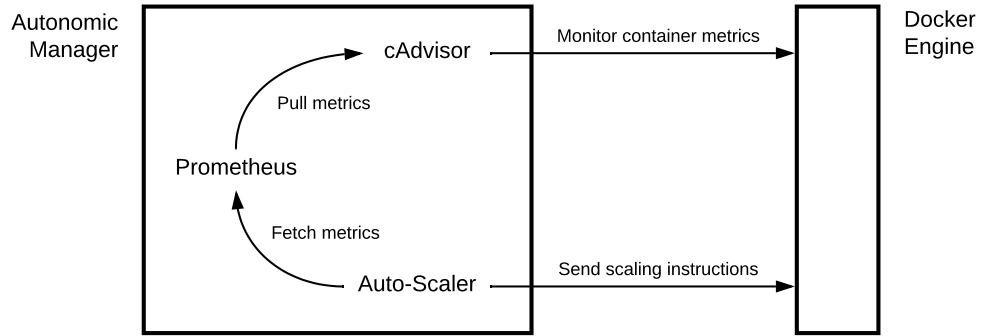 Autonomic
Manager
cAdvisor
Monitor container metrics
Docker
Engine
Pull metrics
Prometheus
Fetch metrics
Auto-Scaler
Send scaling instructions